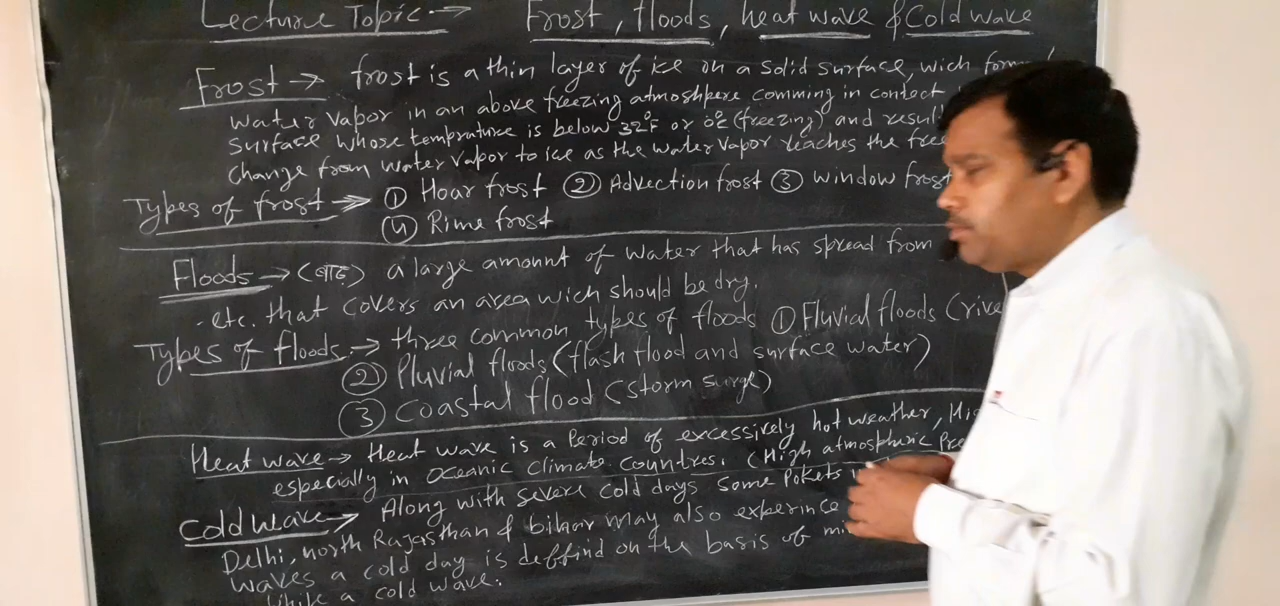 Lecture Topic → Frost, floods, heat wave & Cold wave
Frost → frost is a thin layer of ice on a solid surface, wich form
water vapor in an above freezing atmoshpere comming in contect
surface whose temprature is below 32°F or 0°C (freezing) and resul
change from water vapor to ice as the water vapor reaches the free
Types of frost → ① Hoar frost ② Advection frost ③ window frost
④ Rime frost
Floods → (बाढ़) a large amount of water that has spread from
etc. that covers an area wich should be dry.
Types of floods → three common types of floods ① Fluvial floods (rive
② Pluvial floods (flash flood and surface water)
③ Coastal flood (storm surge)
Heat wave → Heat wave is a Period of excessively hot weather, Hi
especially in oceanic climate countres. (High atmospheric Pre
Cold wave → Along with severe cold days some Pokets
Delhi, north Rajasthan & bihar may also experince
waves a cold day is deffind on the basis of mi
While a cold wave.